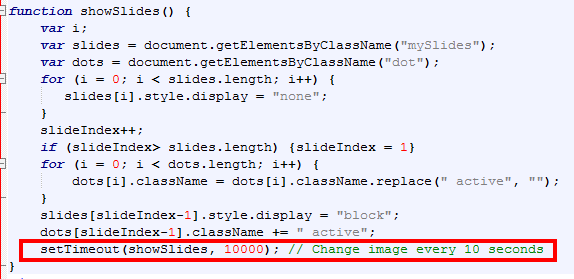 function showSlides() {
var i;
var slides = document.getElementsByClassName("mySlides");
var dots = document.getElementsByClassName("dot");
for (i = 0; i < slides.length; i++) {
slides[i].style.display = "none";
}
slideIndex++;
if (slideIndex> slides.length) {slideIndex = 1}
for (i = 0; i < dots.length; i++) {
dots[i].className = dots[i].className.replace(" active", "");
}
slides[slideIndex-1].style.display = "block";
dots[slideIndex-1].className += " active";
setTimeout(showSlides, 10000); // Change image every 10 seconds
}